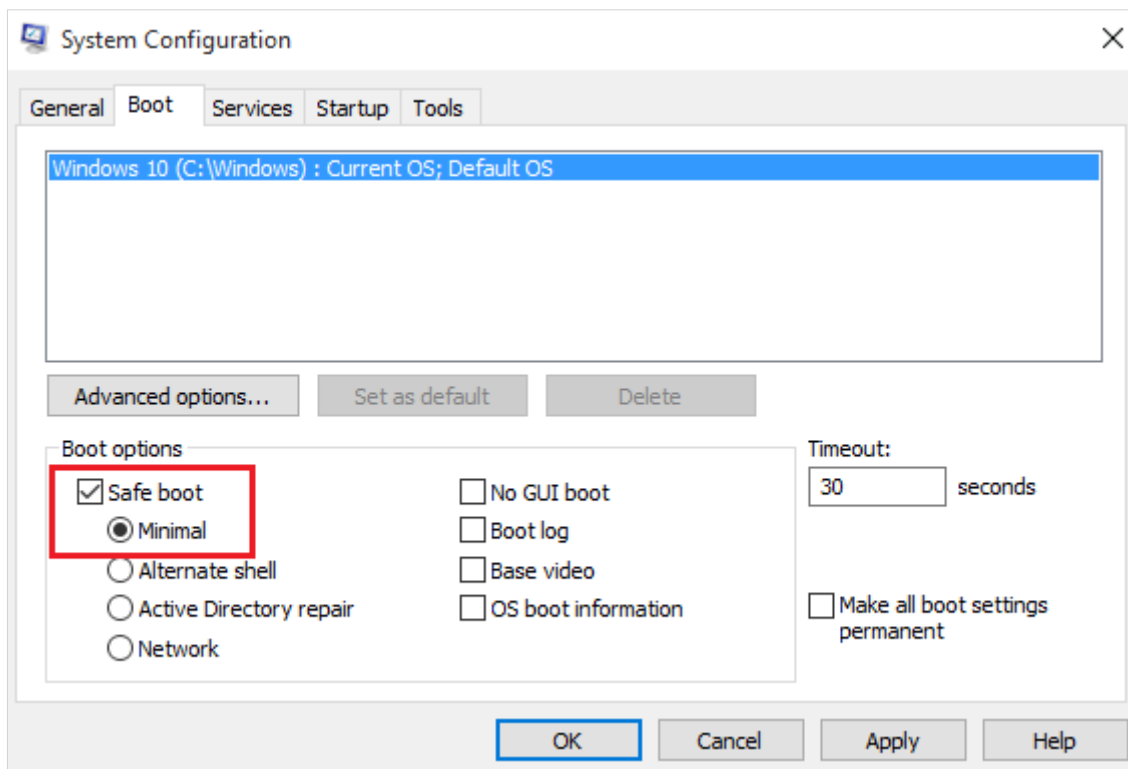 System Configuration
General Boot Services Startup Tools
Windows 10 (C:\Windows) : Current OS; Default OS
Advanced options... Set as default Delete
Boot options Timeout:
Safe boot No GUI boot 30 seconds
Minimal Boot log
Alternate shell Base video
Active Directory repair OS boot information Make all boot settings
permanent
Network
OK Cancel Apply Help